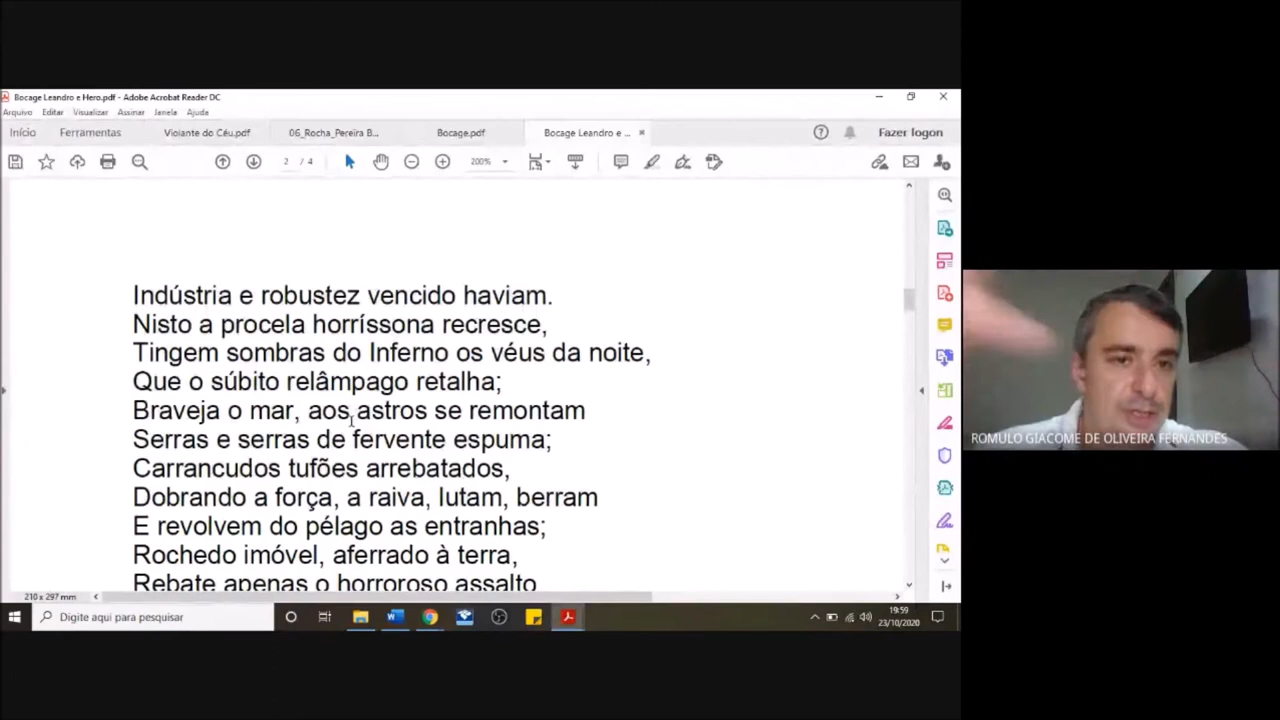 Bocage Leandro e Hero.pdf - Adobe Acrobat Reader DC
Arquivo Editar Visualizar Assinar Janela Ajuda
Início Ferramentas Violante do Céu.pdf 06_Rocha_Pereira B... Bocage.pdf Bocage Leandro e ... × Fazer logon
2 / 4 200%
Indústria e robustez vencido haviam.
Nisto a procela horríssona recresce,
Tingem sombras do Inferno os véus da noite,
Que o súbito relâmpago retalha;
Braveja o mar, aos astros se remontam
Serras e serras de fervente espuma;
Carrancudos tufões arrebatados,
Dobrando a força, a raiva, lutam, berram
E revolvem do pélago as entranhas;
Rochedo imóvel, aferrado à terra,
Rebate apenas o horroroso assalto
210 x 297 mm
ROMULO GIACOME DE OLIVEIRA FERNANDES
Digite aqui para pesquisar
19:59
23/10/2020